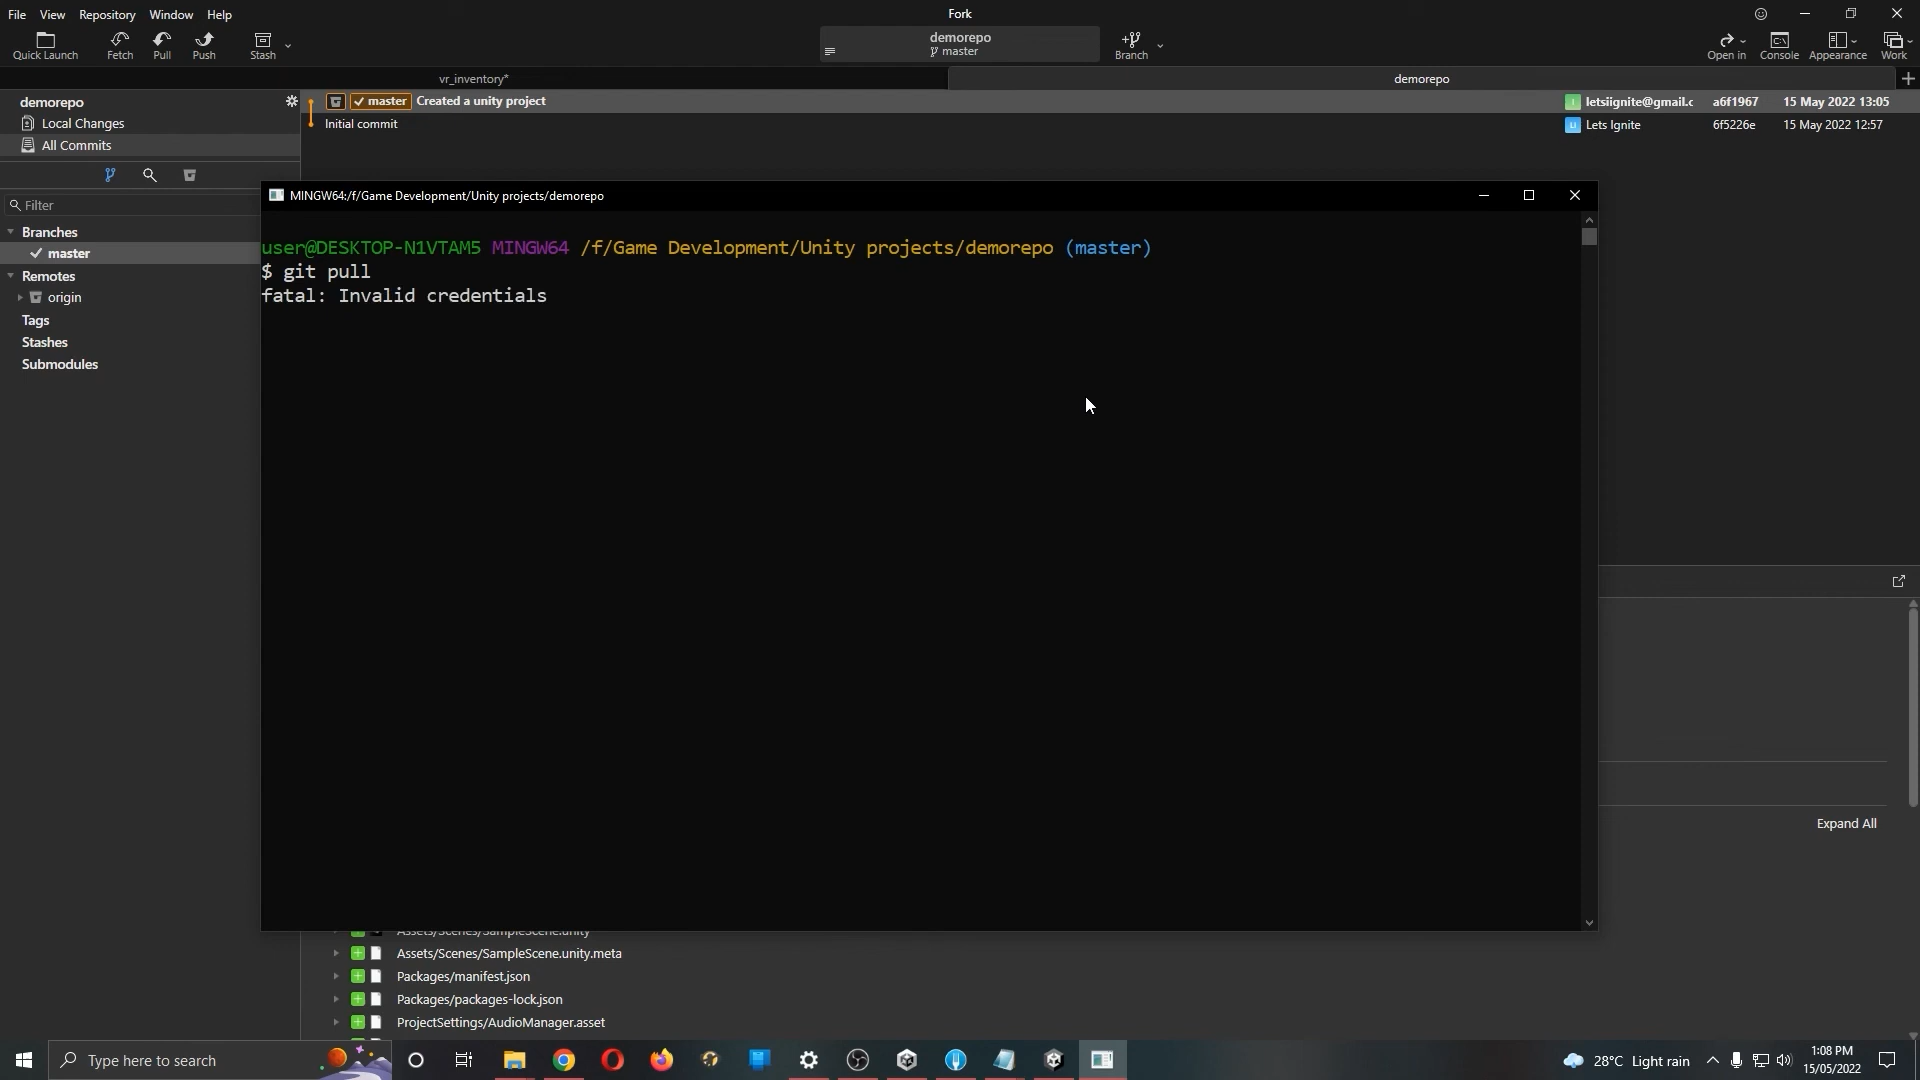 File View Repository Window Help
Fork
Quick Launch Fetch Pull Push Stash
demorepo
master
Branch
Open in Console Appearance Work
vr_inventory*
demorepo
demorepo
master Created a unity project
letsiignite@gmail.c a6f1967 15 May 2022 13:05
Local Changes
Initial commit
Lets Ignite 6f5226e 15 May 2022 12:57
All Commits
Filter
Branches
master
Remotes
origin
Tags
Stashes
Submodules
MINGW64:/f/Game Development/Unity projects/demorepo
user@DESKTOP-N1VTAM5 MINGW64 /f/Game Development/Unity projects/demorepo (master)
$ git pull
fatal: Invalid credentials
Expand All
Assets/Scenes/SampleScene.unity
Assets/Scenes/SampleScene.unity.meta
Packages/manifest.json
Packages/packages-lock.json
ProjectSettings/AudioManager.asset
Type here to search
28°C Light rain
1:08 PM
15/05/2022